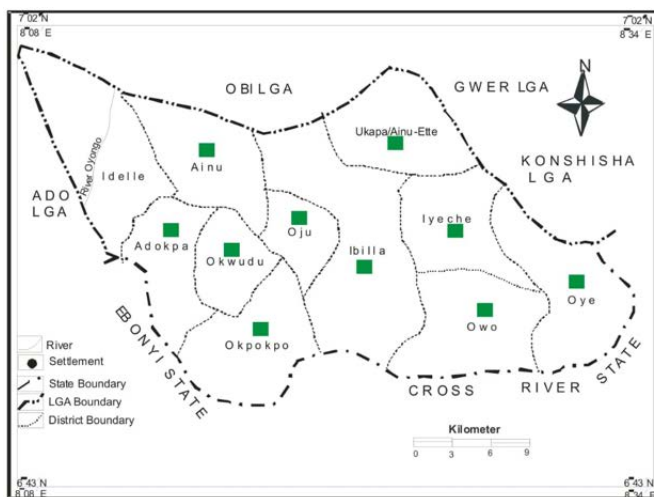 7°02 N
8°08 E
7°02 N
8°34 E
OBILGA
GWER LGA
N
Ukapa/Ainu-Ette
KONSHISHA
LGA
Ainu
River Oyongo
Idelle
ADO
LGA
Adokpa
Okwudu
Oju
Ibilla
Iyeche
Oye
Owo
Okpokpo
EBONYI STATE
CROSS RIVER STATE
River
Settlement
State Boundary
LGA Boundary
District Boundary
Kilometer
0 3 6 9
6°43 N
8°08 E
6°43 N
8°34 E